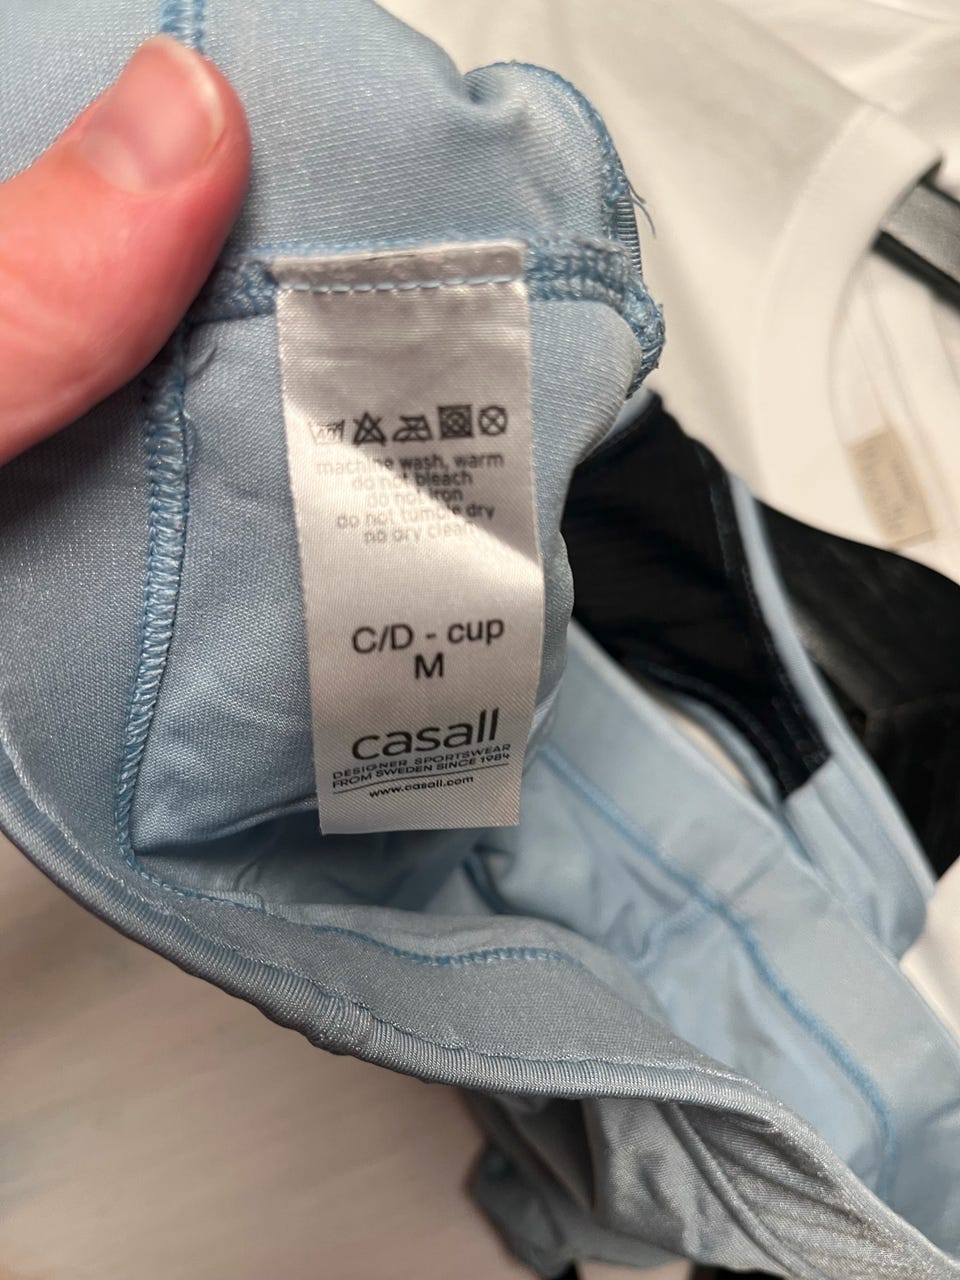 machine wash, warm
do not bleach
do not iron
do not tumble dry
no dry clean
C/D - cup
M
casall
DESIGNER SPORTSWEAR
FROM SWEDEN SINCE 1984
www.casall.com